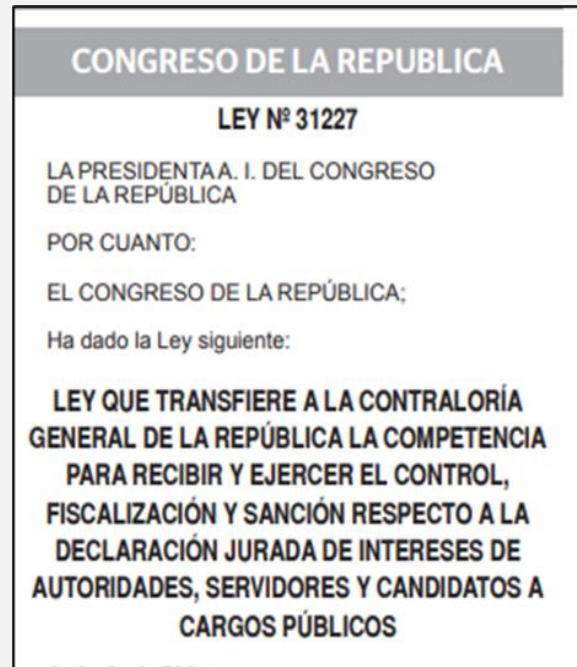 CONGRESO DE LA REPUBLICA
LEY Nº 31227
LA PRESIDENTA A. I. DEL CONGRESO
DE LA REPÚBLICA
POR CUANTO:
EL CONGRESO DE LA REPÚBLICA;
Ha dado la Ley siguiente:
LEY QUE TRANSFIERE A LA CONTRALORÍA
GENERAL DE LA REPÚBLICA LA COMPETENCIA
PARA RECIBIR Y EJERCER EL CONTROL,
FISCALIZACIÓN Y SANCIÓN RESPECTO A LA
DECLARACIÓN JURADA DE INTERESES DE
AUTORIDADES, SERVIDORES Y CANDIDATOS A
CARGOS PÚBLICOS